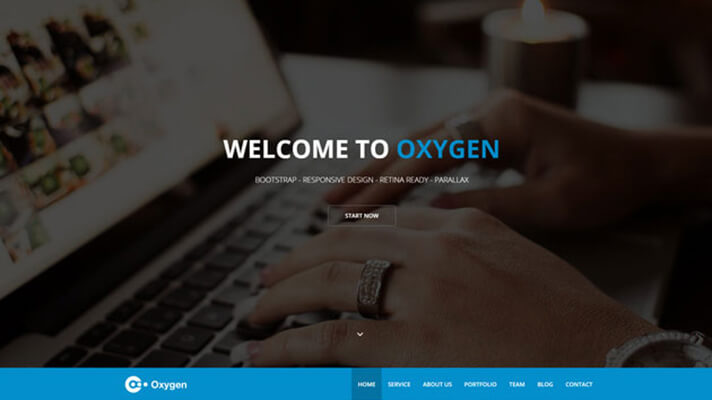 WELCOME TO OXYGEN
BOOTSTRAP - RESPONSIVE DESIGN - RETINA READY - PARALLAX
START NOW
Oxygen
HOME SERVICE ABOUT US PORTFOLIO TEAM BLOG CONTACT